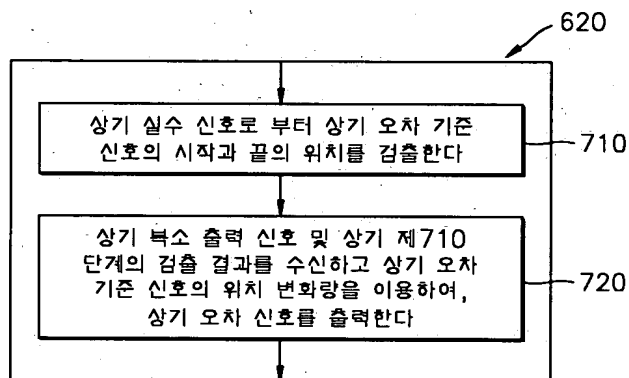 620
상기 실수 신호로 부터 상기 오차 기준
신호의 시작과 끝의 위치를 검출한다
710
상기 복소 출력 신호 및 상기 제710
단계의 검출 결과를 수신하고 상기 오차
기준 신호의 위치 변화량을 이용하여,
상기 오차 신호를 출력한다
720